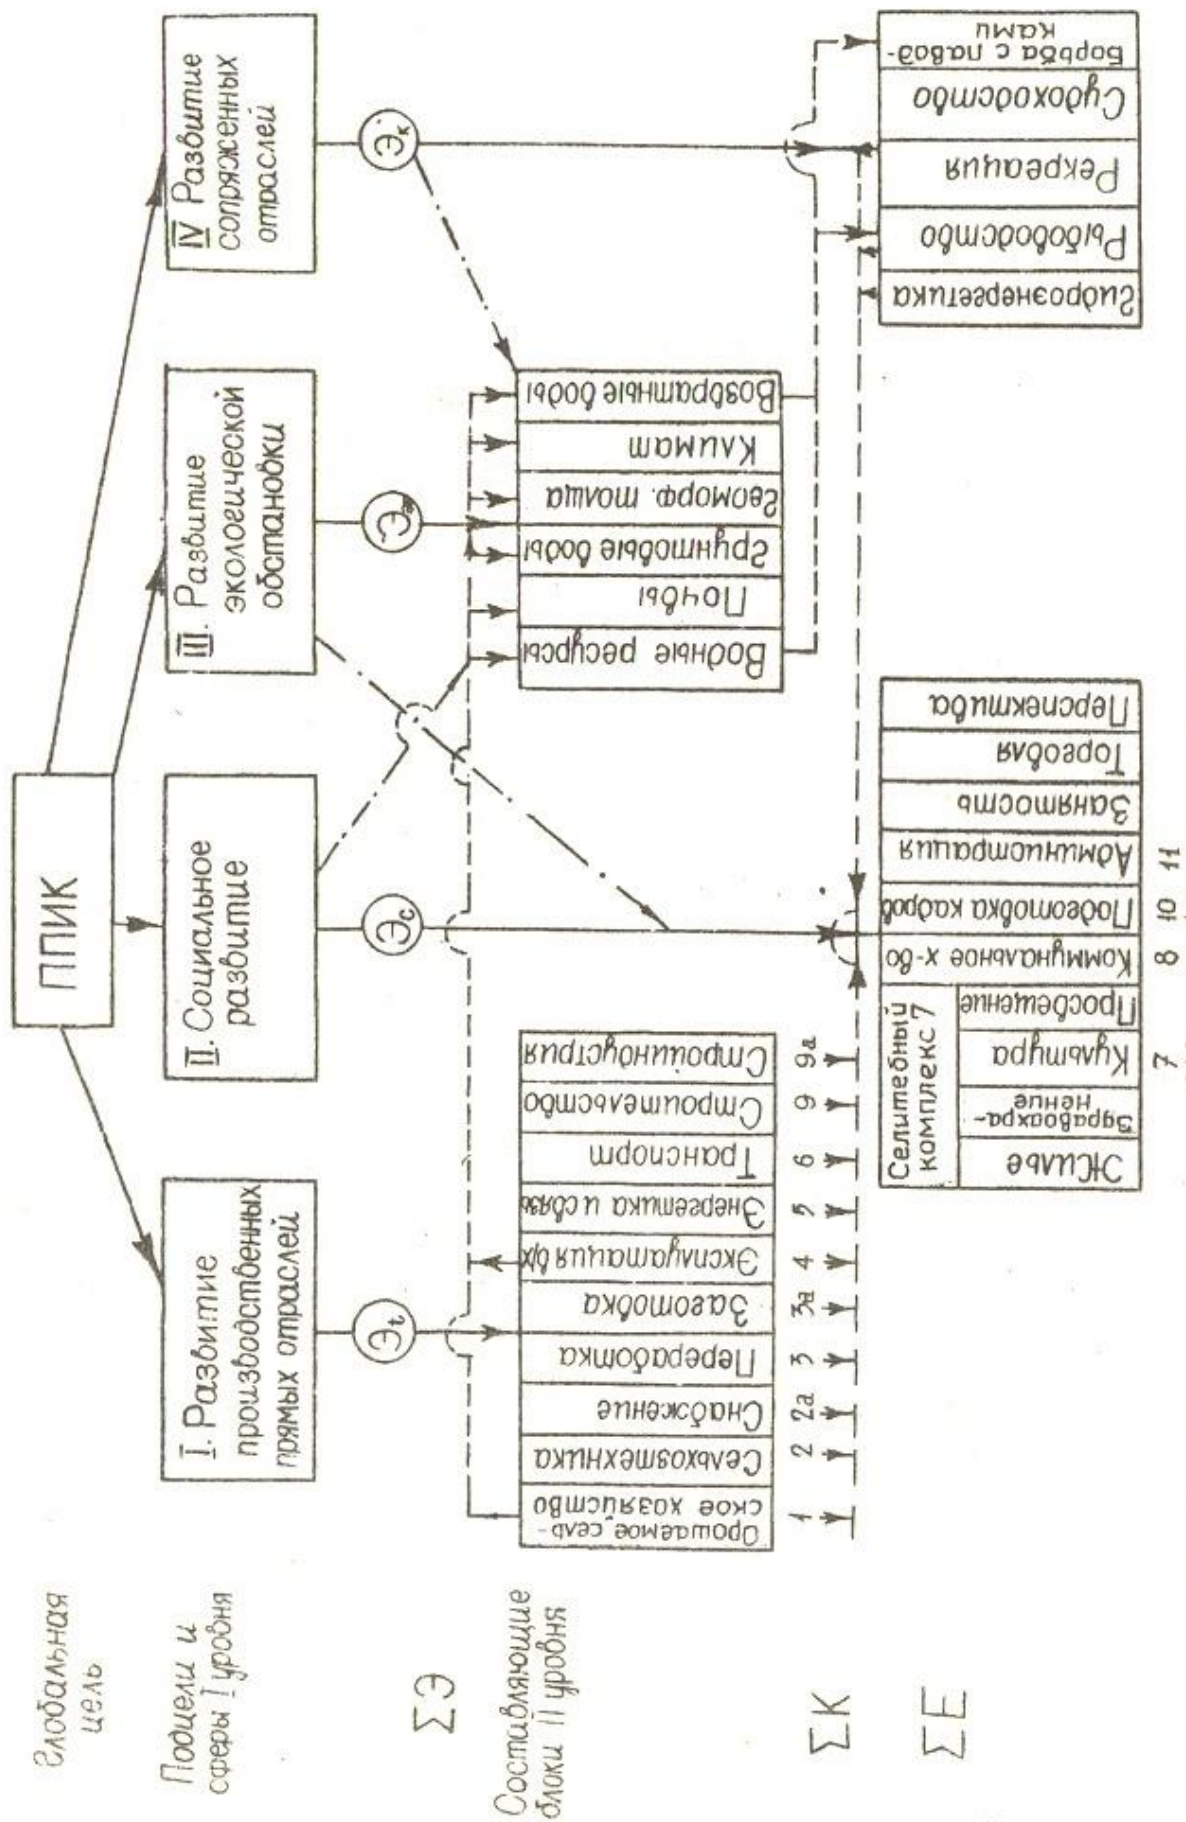 Глобальная
цель
ППИК
Подцели и
сферы I уровня
I. Развитие
производственных
прямых отраслей
II. Социальное
развитие
III. Развитие
экологической
обстановки
IV Развитие
сопряженных
отраслей
ΣЭ
Эt
Эс
Эк
Составляющие
блоки II уровня
Орошаемое сель-
ское хозяйство
Сельхозтехника
Снабжение
Переработка
Заготовка
Эксплуатация в/х
Энергетика и связь
Транспорт
Строительство
Стройиндустрия
Водные ресурсы
Почвы
Грунтовые воды
Геоморф. толща
Климат
Возвратные воды
ΣК
1
2
2а
3
3а
4
5
6
9
9а
ΣЕ
Селитебный
комплекс 7
Жилье
Здравоохра-
нение
Культура
Просвещение
Коммунальное х-во
Подготовка кадров
Администрация
Занятость
Торговля
Перспектива
Гидроэнергетика
Рыбоводство
Рекреация
Судоходство
Борьба с павод-
ками
7
8
10
11